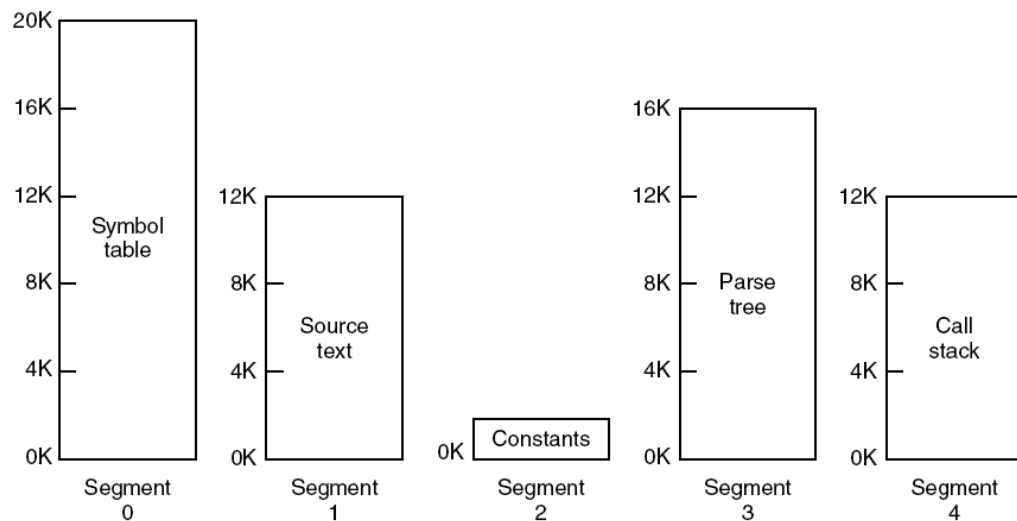 20K
16K
12K
8K
4K
0K
Symbol
table
Segment
0
12K
8K
4K
0K
Source
text
Segment
1
0K
Constants
Segment
2
16K
12K
8K
4K
0K
Parse
tree
Segment
3
12K
8K
4K
0K
Call
stack
Segment
4